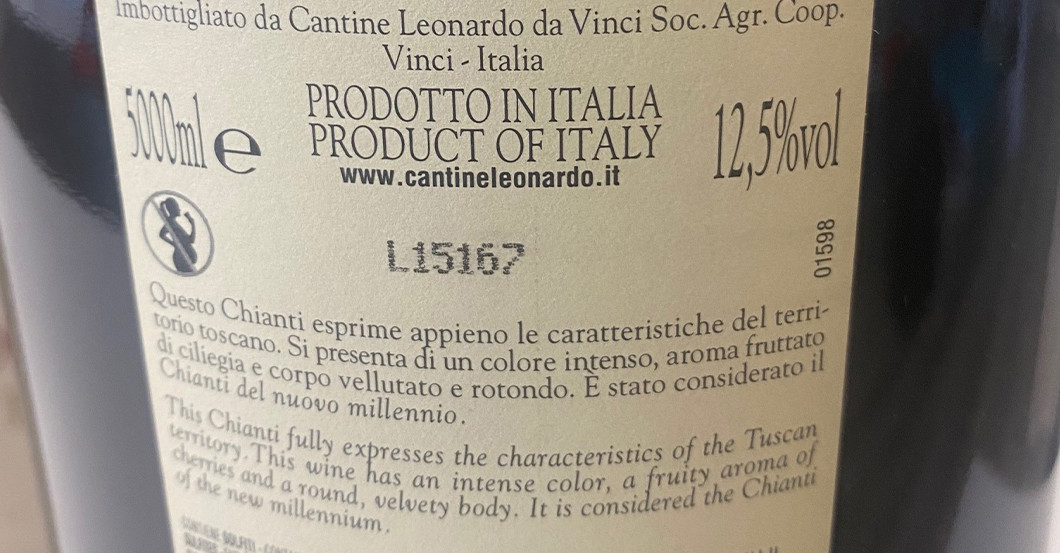 Imbottigliato da Cantine Leonardo da Vinci Soc. Agr. Coop.
Vinci - Italia
5000ml e
PRODOTTO IN ITALIA
PRODUCT OF ITALY
12,5%vol
www.cantineleonardo.it
L15167
01598
Questo Chianti esprime appieno le caratteristiche del terri-
torio toscano. Si presenta di un colore intenso, aroma fruttato
di ciliegia e corpo vellutato e rotondo. È stato considerato il
Chianti del nuovo millennio.
This Chianti fully expresses the characteristics of the Tuscan
territory. This wine has an intense color, a fruity aroma of
cherries and a round, velvety body. It is considered the Chianti
of the new millennium.